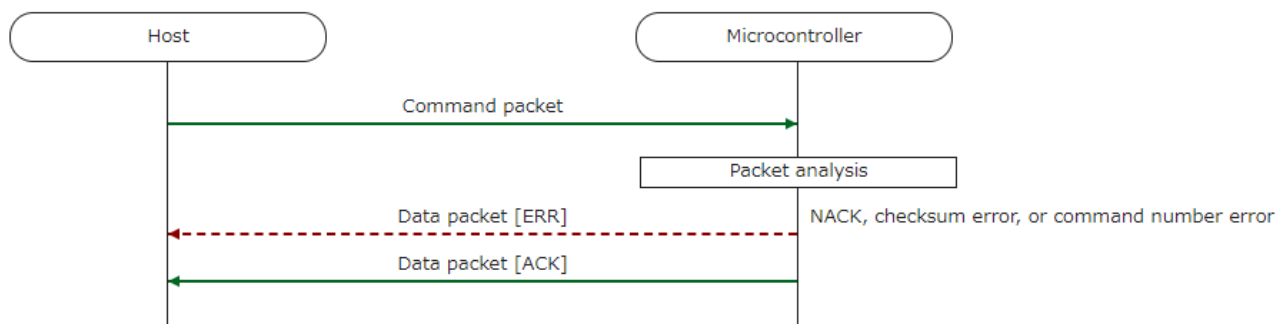 Host
Microcontroller
Command packet
Packet analysis
Data packet [ERR]
NACK, checksum error, or command number error
Data packet [ACK]